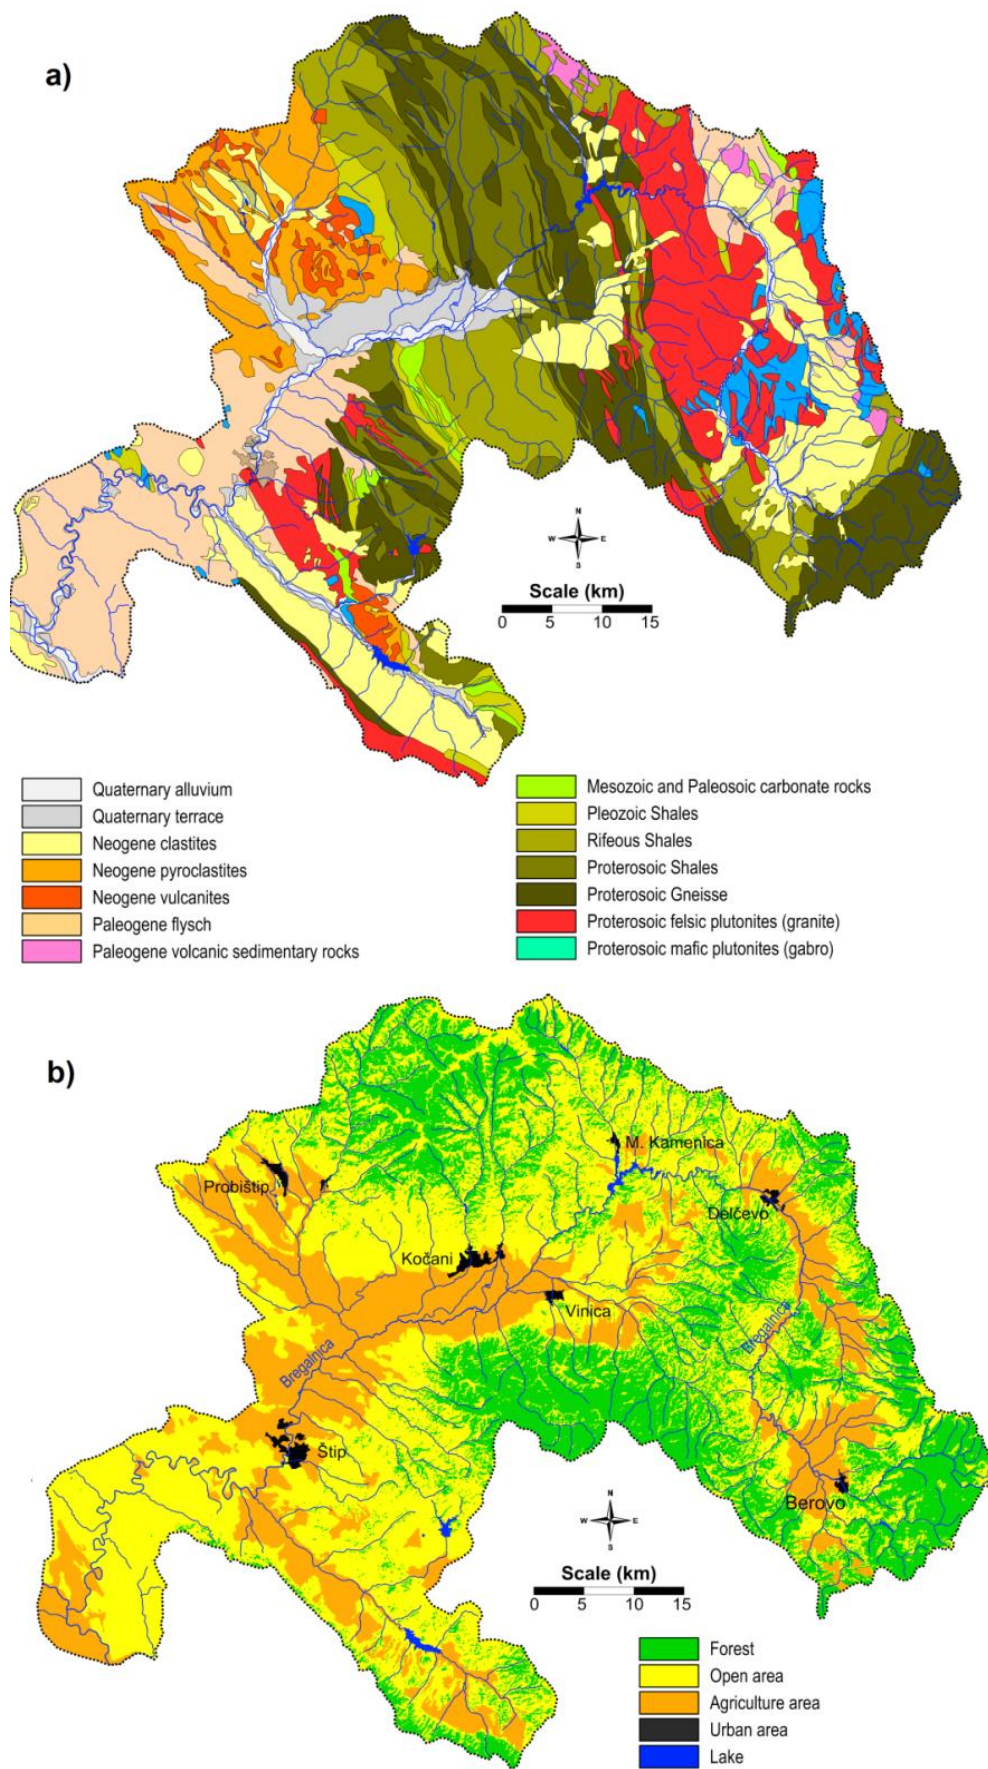 a)
N
W E
S
Scale (km)
0 5 10 15
Quaternary alluvium
Quaternary terrace
Neogene clastites
Neogene pyroclastites
Neogene vulcanites
Paleogene flysch
Paleogene volcanic sedimentary rocks
Mesozoic and Paleosoic carbonate rocks
Pleozoic Shales
Rifeous Shales
Proterosoic Shales
Proterosoic Gneisse
Proterosoic felsic plutonites (granite)
Proterosoic mafic plutonites (gabro)
b)
M. Kamenica
Probištip
Delčevo
Kočani
Vinica
Bregalnica
Bregalnica
Štip
Berovo
N
W E
S
Scale (km)
0 5 10 15
Forest
Open area
Agriculture area
Urban area
Lake